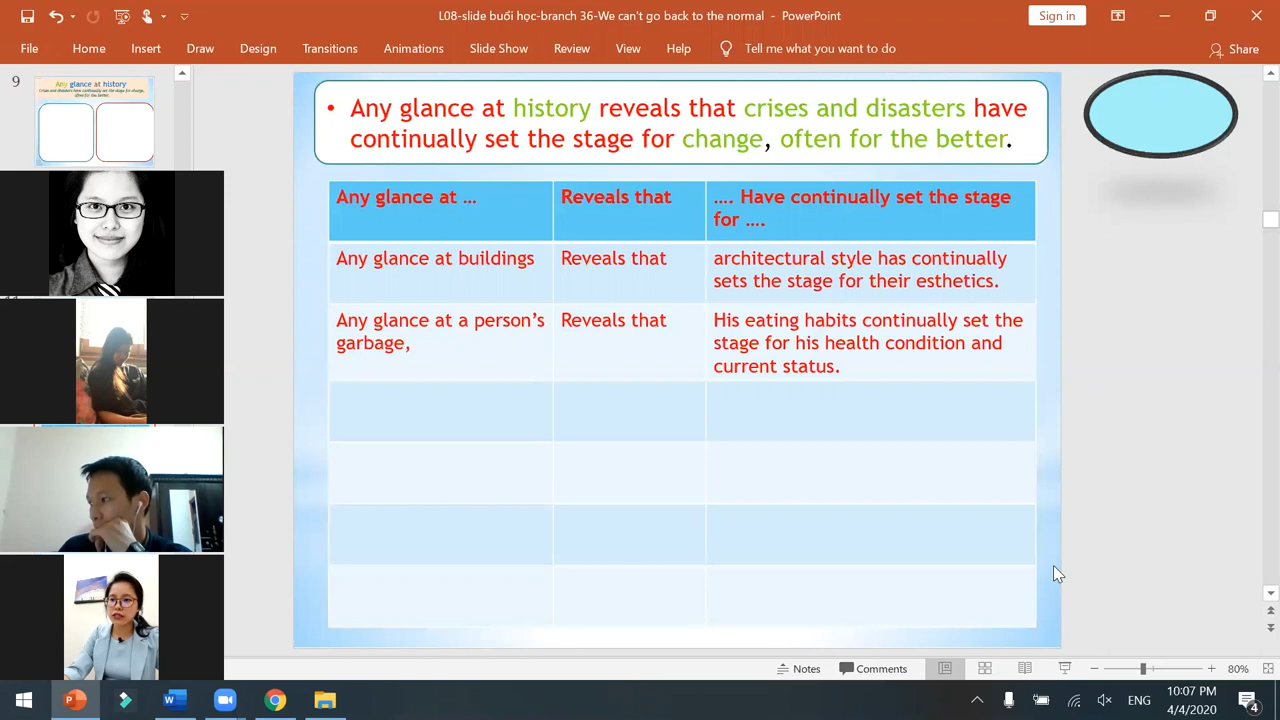 L08-slide buổi học-branch 36-We can't go back to the normal - PowerPoint
Sign in
File Home Insert Draw Design Transitions Animations Slide Show Review View Help Tell me what you want to do Share
9
Any glance at history
• Any glance at history reveals that crises and disasters have
continually set the stage for change, often for the better.
Any glance at … Reveals that …. Have continually set the stage
for ….
Any glance at buildings Reveals that architectural style has continually
sets the stage for their esthetics.
Any glance at a person’s Reveals that His eating habits continually set the
garbage, stage for his health condition and
current status.
Notes Comments 80%
ENG 10:07 PM
4/4/2020 4